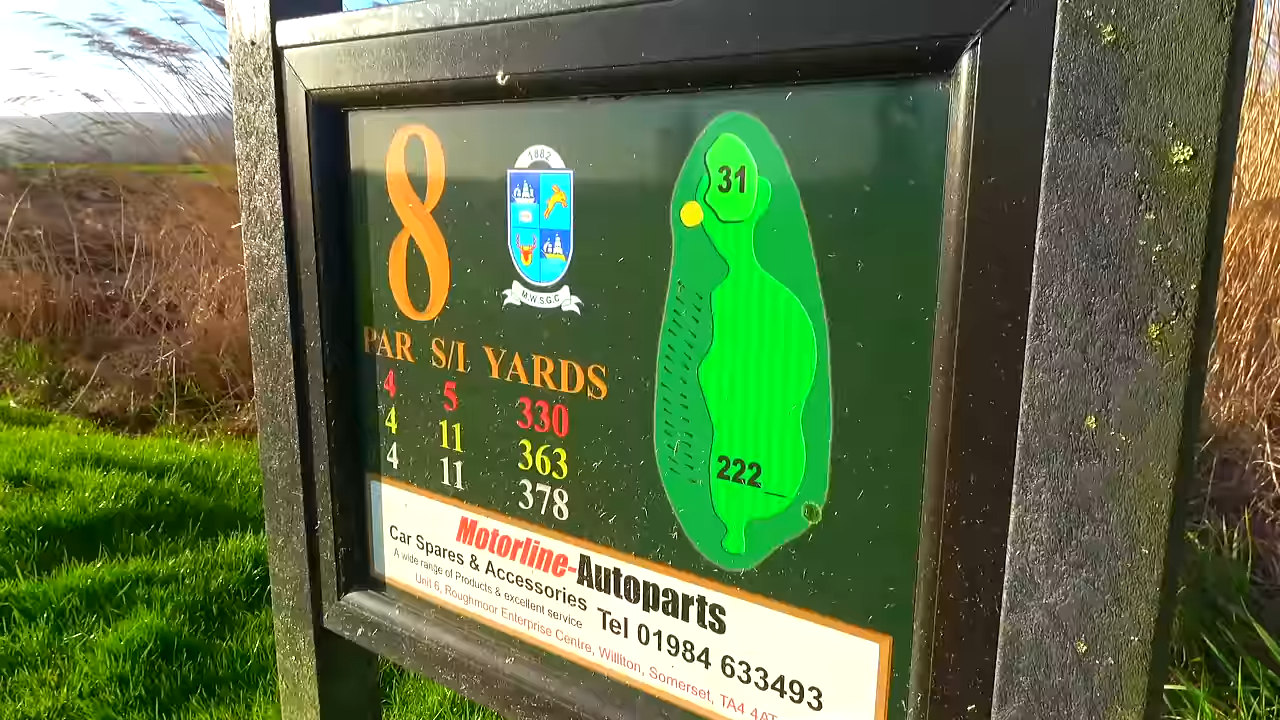 8
1882
M.W.S.G.C
PAR S/I YARDS
4 5 330
4 11 363
4 11 378
31
222
Motorline-Autoparts
Car Spares & Accessories
A wide range of Products & excellent service
Tel 01984 633493
Unit 6, Roughmoor Enterprise Centre, Williton, Somerset, TA4 4AT